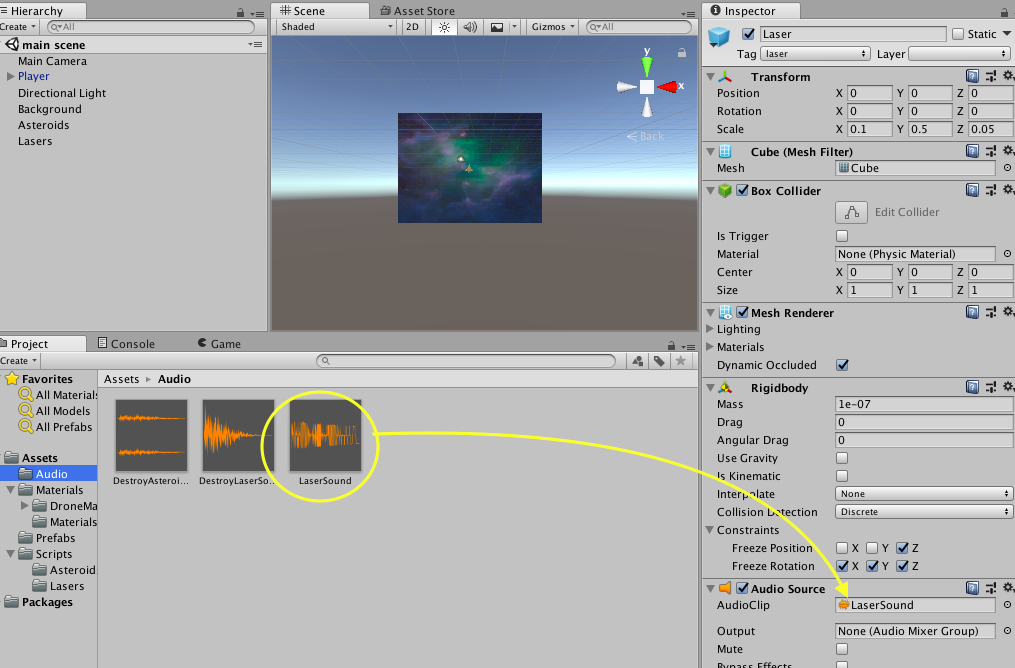 Hierarchy
Create
All
main scene
Main Camera
Player
Directional Light
Background
Asteroids
Lasers
Scene
Asset Store
Shaded
2D
Gizmos
All
y
x
Back
Project
Console
Game
Create
Favorites
All Materials
All Models
All Prefabs
Assets
Audio
Materials
DroneMa
Materials
Prefabs
Scripts
Asteroid
Lasers
Packages
Assets Audio
DestroyAsteroi...
DestroyLaserSo...
LaserSound
Inspector
Laser
Static
Tag laser Layer
Transform
Position X 0 Y 0 Z 0
Rotation X 0 Y 0 Z 0
Scale X 0.1 Y 0.5 Z 0.05
Cube (Mesh Filter)
Mesh Cube
Box Collider
Edit Collider
Is Trigger
Material None (Physic Material)
Center X 0 Y 0 Z 0
Size X 1 Y 1 Z 1
Mesh Renderer
Lighting
Materials
Dynamic Occluded
Rigidbody
Mass 1e-07
Drag 0
Angular Drag 0
Use Gravity
Is Kinematic
Interpolate None
Collision Detection Discrete
Constraints
Freeze Position X Y Z
Freeze Rotation X Y Z
Audio Source
AudioClip LaserSound
Output None (Audio Mixer Group)
Mute
Bypass Effects